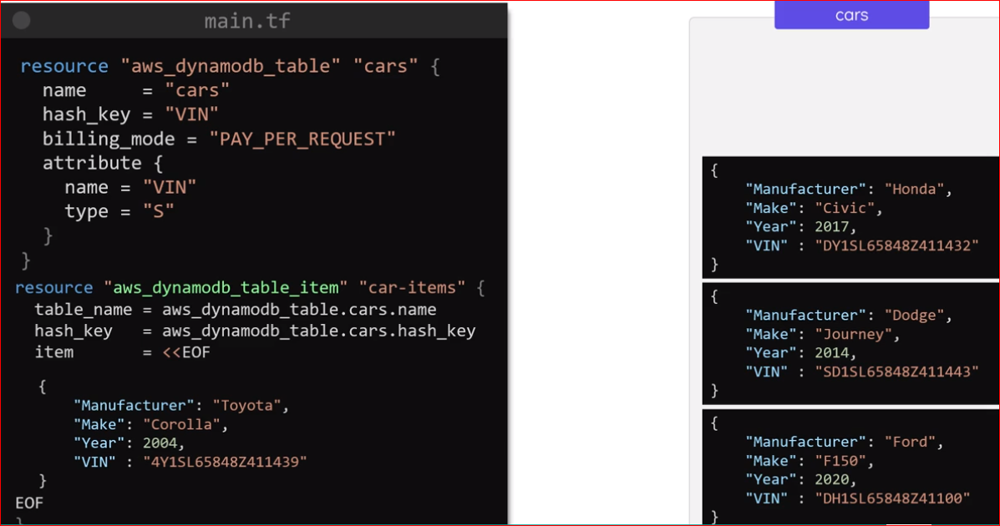 main.tf
resource "aws_dynamodb_table" "cars" {
name = "cars"
hash_key = "VIN"
billing_mode = "PAY_PER_REQUEST"
attribute {
name = "VIN"
type = "S"
}
}
resource "aws_dynamodb_table_item" "car-items" {
table_name = aws_dynamodb_table.cars.name
hash_key = aws_dynamodb_table.cars.hash_key
item = <<EOF
{
"Manufacturer": "Toyota",
"Make": "Corolla",
"Year": 2004,
"VIN" : "4Y1SL65848Z411439"
}
EOF
}
cars
{
"Manufacturer": "Honda",
"Make": "Civic",
"Year": 2017,
"VIN" : "DY1SL65848Z411432"
}
{
"Manufacturer": "Dodge",
"Make": "Journey",
"Year": 2014,
"VIN" : "SD1SL65848Z411443"
}
{
"Manufacturer": "Ford",
"Make": "F150",
"Year": 2020,
"VIN" : "DH1SL65848Z41100"
}